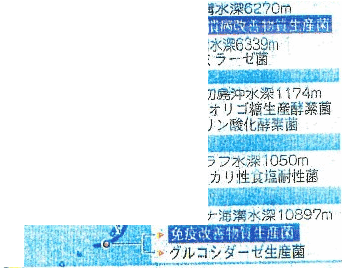 海水深6270m
潰瘍改善物質生産菌
水深6339m
ミラーゼ菌
沖水深1174m
オリゴ糖生産酵素菌
リン酸化酵素菌
ラフ水深1050m
カリ性食塩耐性菌
ナ海溝水深10897m
免疫改善物質生産菌
グルコシダーゼ生産菌